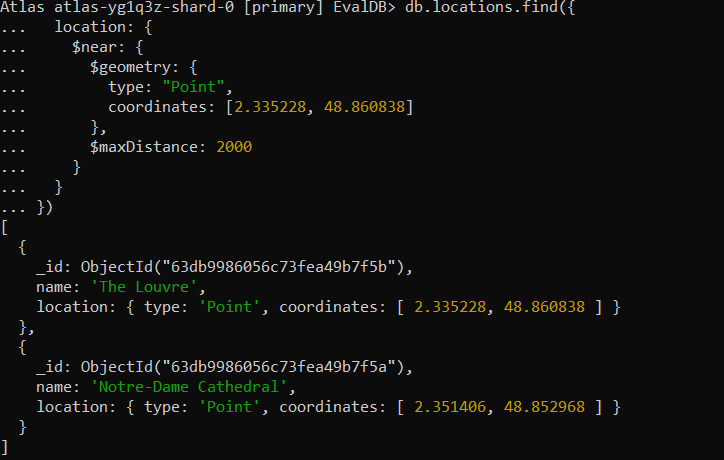 Atlas atlas-yg1q3z-shard-0 [primary] EvalDB> db.locations.find({
...   location: {
...     $near: {
...       $geometry: {
...         type: "Point",
...         coordinates: [2.335228, 48.860838]
...       },
...       $maxDistance: 2000
...     }
...   }
... })
[
  {
    _id: ObjectId("63db9986056c73fea49b7f5b"),
    name: 'The Louvre',
    location: { type: 'Point', coordinates: [ 2.335228, 48.860838 ] }
  },
  {
    _id: ObjectId("63db9986056c73fea49b7f5a"),
    name: 'Notre-Dame Cathedral',
    location: { type: 'Point', coordinates: [ 2.351406, 48.852968 ] }
  }
]